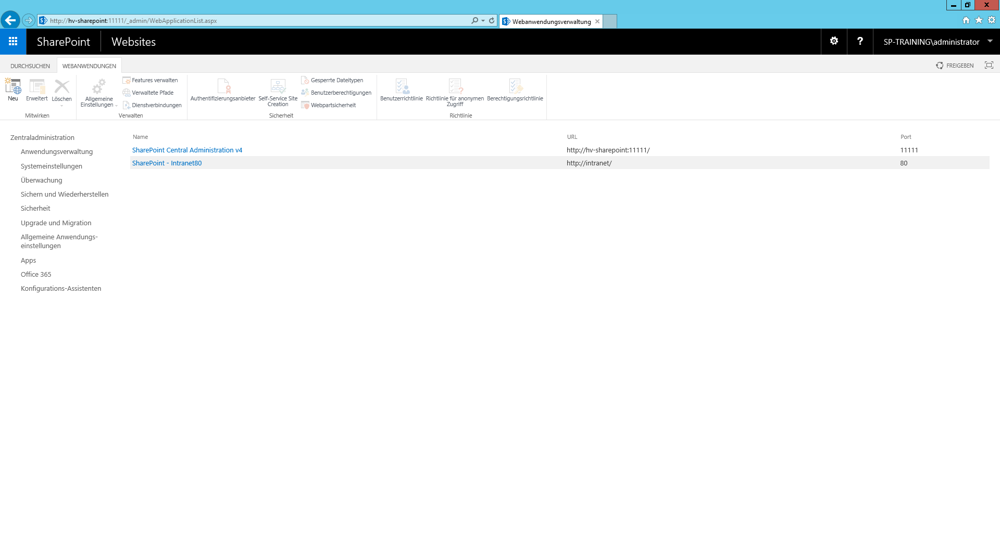 http://hv-sharepoint:11111/_admin/WebApplicationList.aspx
Webanwendungsverwaltung
SharePoint
Websites
?
SP-TRAINING\administrator
DURCHSUCHEN
WEBANWENDUNGEN
FREIGEBEN
Neu
Erweitert
Löschen
Mitwirken
Allgemeine
Einstellungen
Features verwalten
Verwaltete Pfade
Dienstverbindungen
Verwalten
Authentifizierungsanbieter
Self-Service Site
Creation
Gesperrte Dateitypen
Benutzerberechtigungen
Webpartsicherheit
Sicherheit
Benutzerrichtlinie
Richtlinie für anonymen
Zugriff
Berechtigungsrichtlinie
Richtlinie
Zentraladministration
Anwendungsverwaltung
Systemeinstellungen
Überwachung
Sichern und Wiederherstellen
Sicherheit
Upgrade und Migration
Allgemeine Anwendungs-
einstellungen
Apps
Office 365
Konfigurations-Assistenten
Name URL Port
SharePoint Central Administration v4 http://hv-sharepoint:11111/ 11111
SharePoint - Intranet80 http://intranet/ 80